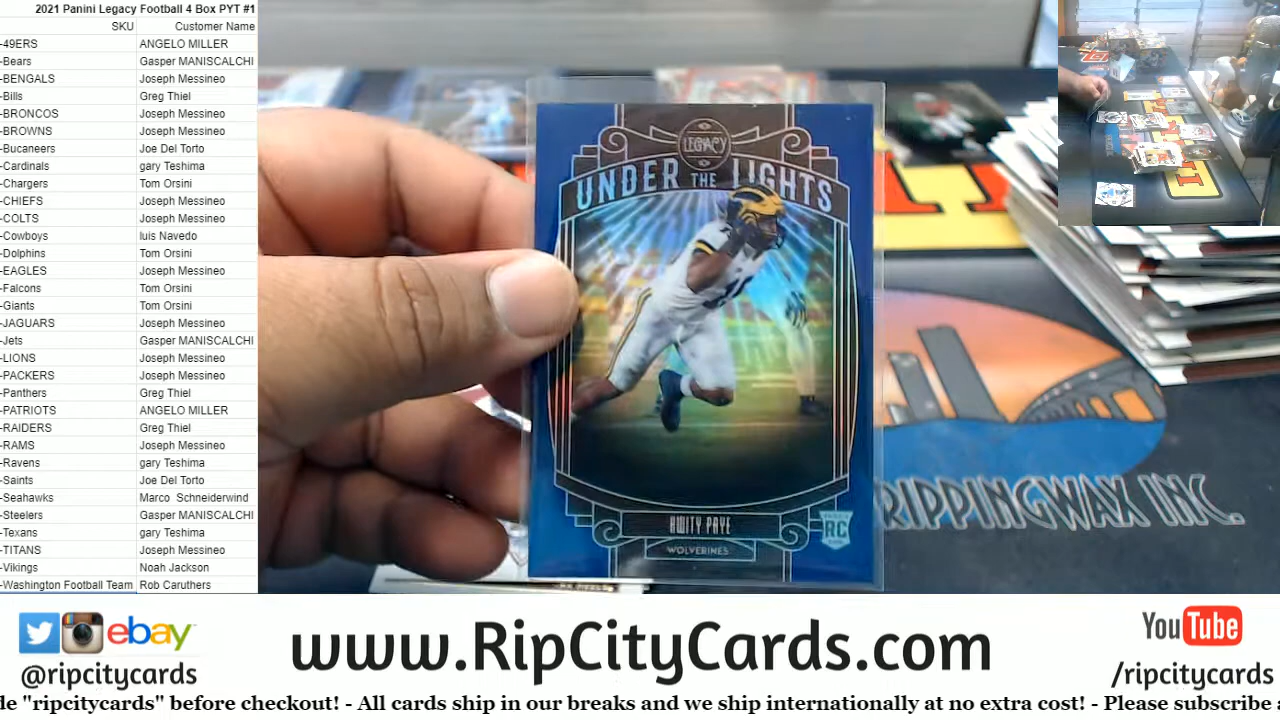 2021 Panini Legacy Football 4 Box PYT #1
SKU Customer Name
-49ERS ANGELO MILLER
-Bears Gasper MANISCALCHI
-BENGALS Joseph Messineo
-Bills Greg Thiel
-BRONCOS Joseph Messineo
-BROWNS Joseph Messineo
-Bucaneers Joe Del Torto
-Cardinals gary Teshima
-Chargers Tom Orsini
-CHIEFS Joseph Messineo
-COLTS Joseph Messineo
-Cowboys luis Navedo
-Dolphins Tom Orsini
-EAGLES Joseph Messineo
-Falcons Tom Orsini
-Giants Tom Orsini
-JAGUARS Joseph Messineo
-Jets Gasper MANISCALCHI
-LIONS Joseph Messineo
-PACKERS Joseph Messineo
-Panthers Greg Thiel
-PATRIOTS ANGELO MILLER
-RAIDERS Greg Thiel
-RAMS Joseph Messineo
-Ravens gary Teshima
-Saints Joe Del Torto
-Seahawks Marco Schneiderwind
-Steelers Gasper MANISCALCHI
-Texans gary Teshima
-TITANS Joseph Messineo
-Vikings Noah Jackson
-Washington Football Team Rob Caruthers
LEGACY
UNDER THE LIGHTS
KWITY PAYE
WOLVERINES
RC
RIPPINGWAX INC.
ebay
@ripcitycards
www.RipCityCards.com
YouTube
/ripcitycards
de "ripcitycards" before checkout! - All cards ship in our breaks and we ship internationally at no extra cost! - Please subscribe a